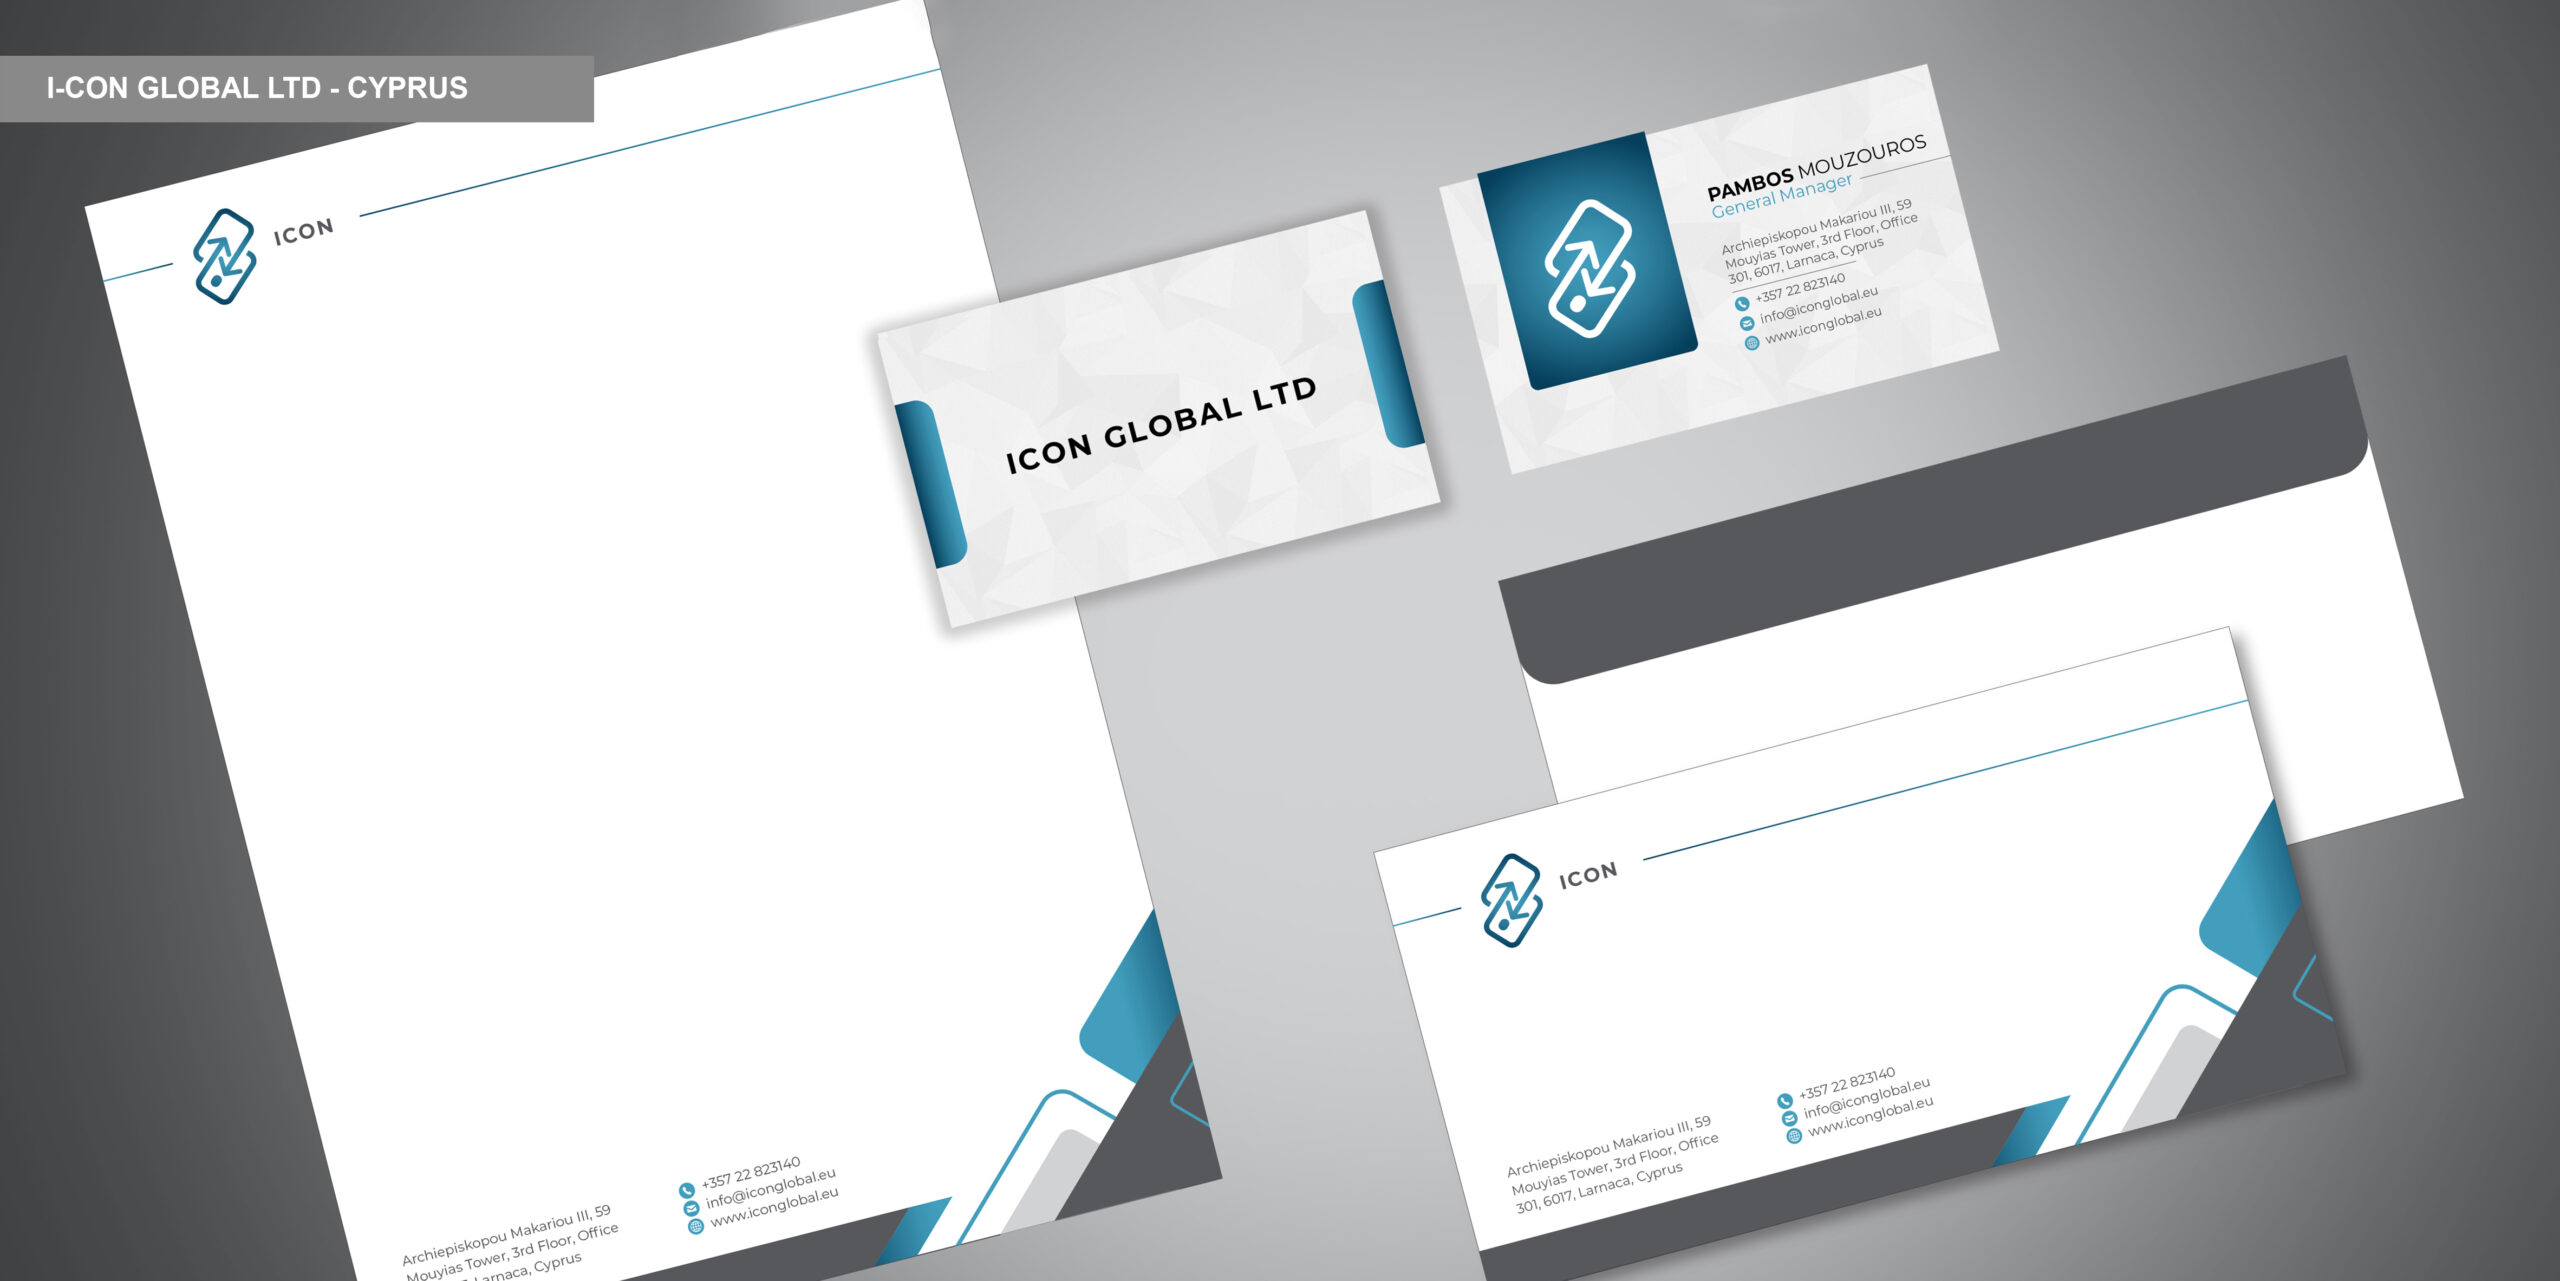 I-CON GLOBAL LTD - CYPRUS
ICON
Archiepiskopou Makariou III, 59
Mouyias Tower, 3rd Floor, Office
Larnaca, Cyprus
+357 22 823140
info@iconglobal.eu
www.iconglobal.eu
ICON GLOBAL LTD
PAMBOS MOUZOUROS
General Manager
Archiepiskopou Makariou III, 59
Mouyias Tower, 3rd Floor, Office
301, 6017, Larnaca, Cyprus
+357 22 823140
info@iconglobal.eu
www.iconglobal.eu
ICON
Archiepiskopou Makariou III, 59
Mouyias Tower, 3rd Floor, Office
301, 6017, Larnaca, Cyprus
+357 22 823140
info@iconglobal.eu
www.iconglobal.eu